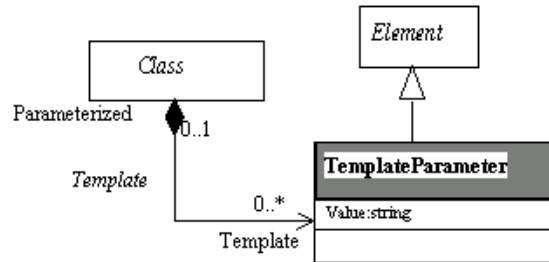 Element
Class
Parameterized
0..1
TemplateParameter
Template
0..*
Value:string
Template